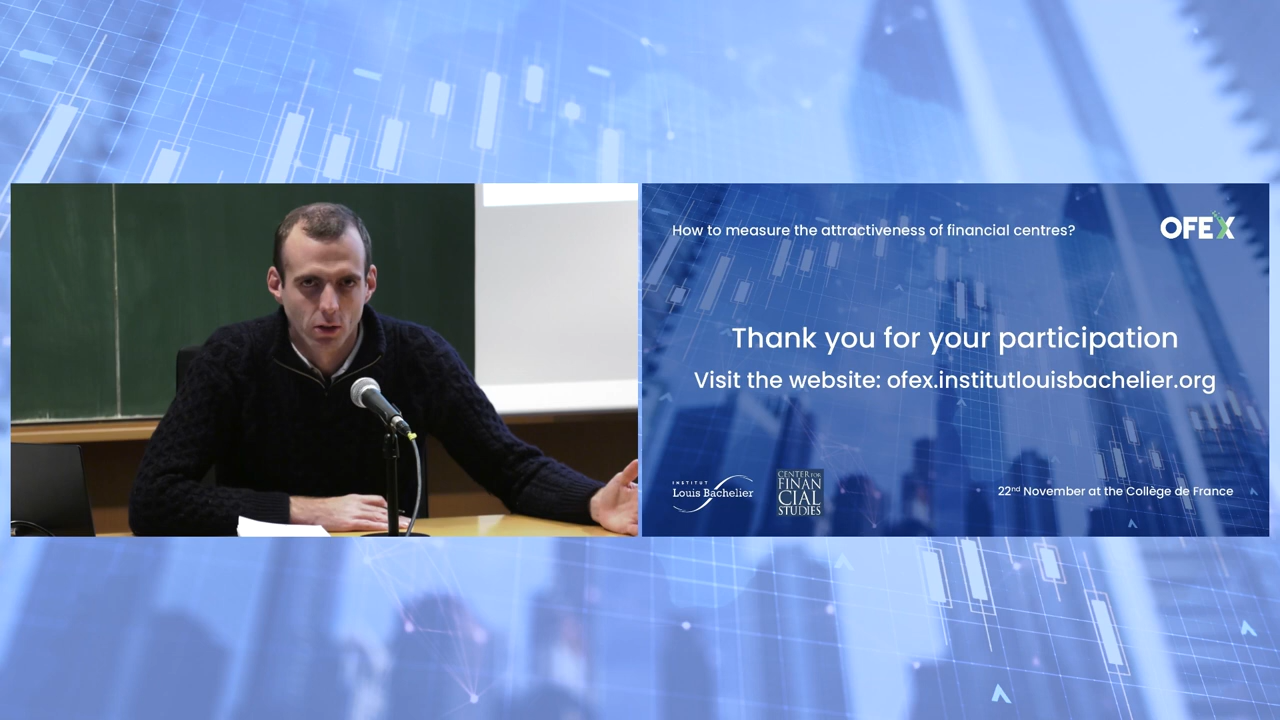 How to measure the attractiveness of financial centres?
OFEX
Thank you for your participation
Visit the website: ofex.institutlouisbachelier.org
INSTITUT
Louis Bachelier
CENTER FOR
FINAN
CIAL
STUDIES
22nd November at the Collège de France